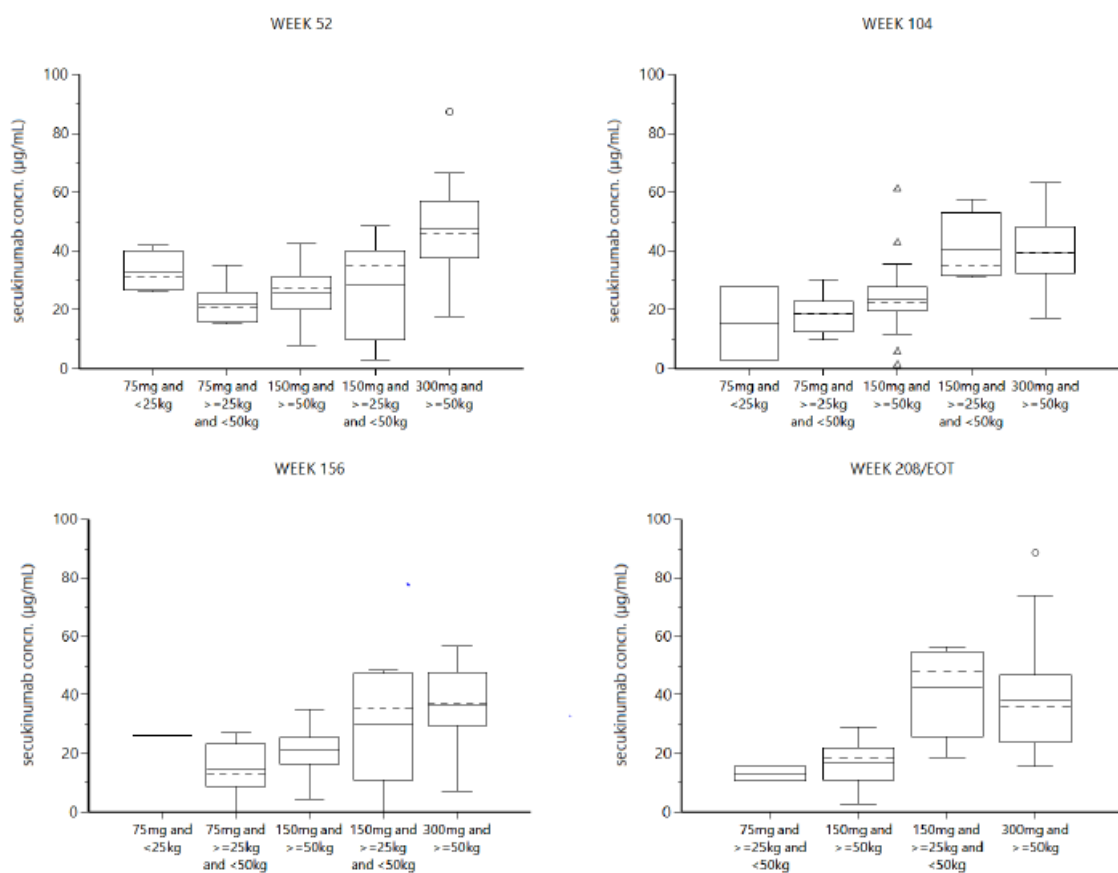 WEEK 52
secukinumab concn. (µg/mL)
100
80
60
40
20
0
75mg and 75mg and 150mg and 150mg and 300mg and
<25kg >=25kg >=50kg >=25kg >=50kg
and <50kg and <50kg
WEEK 104
secukinumab concn. (µg/mL)
100
80
60
40
20
0
75mg and 75mg and 150mg and 150mg and 300mg and
<25kg >=25kg >=50kg >=25kg >=50kg
and <50kg and <50kg
WEEK 156
secukinumab concn. (µg/mL)
100
80
60
40
20
0
75mg and 75mg and 150mg and 150mg and 300mg and
<25kg >=25kg >=50kg >=25kg >=50kg
and <50kg and <50kg
WEEK 208/EOT
secukinumab concn. (µg/mL)
100
80
60
40
20
0
75mg and 150mg and 150mg and 300mg and
>=25kg and >=50kg >=25kg and >=50kg
<50kg <50kg